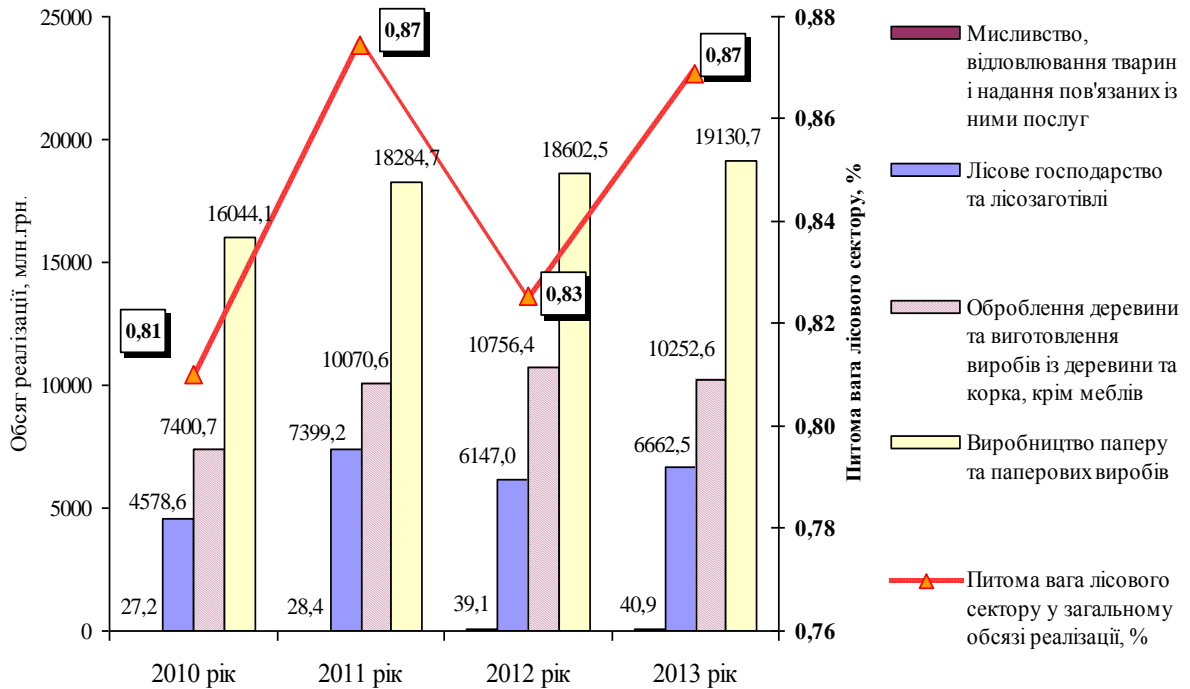 Обсяг реалізації, млн.грн.
25000
20000
15000
10000
5000
0
27,2
4578,6
7400,7
16044,1
28,4
7399,2
10070,6
18284,7
39,1
6147,0
10756,4
18602,5
40,9
6662,5
10252,6
19130,7
0,81
0,87
0,83
0,87
2010 рік
2011 рік
2012 рік
2013 рік
0,88
0,86
0,84
0,82
0,80
0,78
0,76
Питома вага лісового сектору, %
Мисливство,
відловлювання тварин
і надання пов'язаних із
ними послуг
Лісове господарство
та лісозаготівлі
Оброблення деревини
та виготовлення
виробів із деревини та
корка, крім меблів
Виробництво паперу
та паперових виробів
Питома вага лісового
сектору у загальному
обсязі реалізації, %